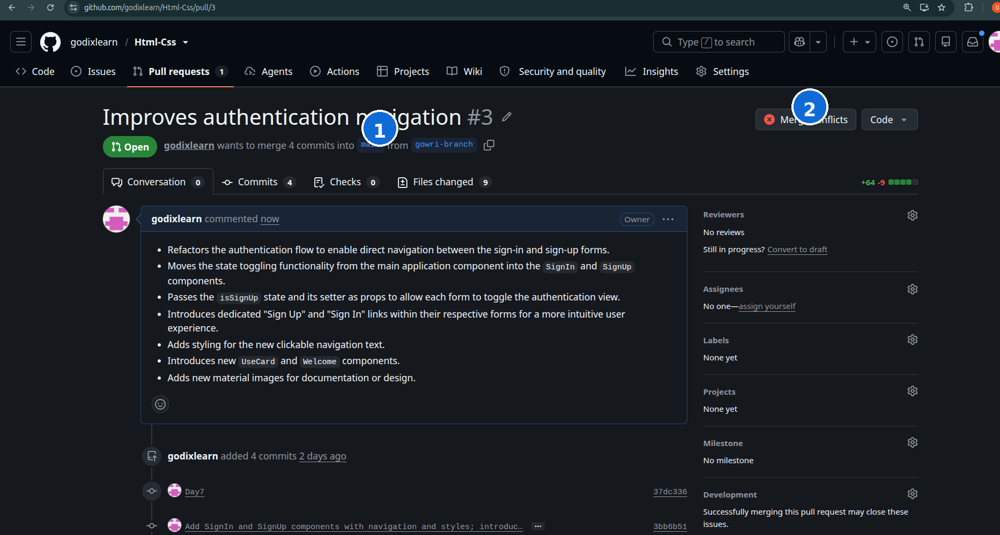 github.com/godixlearn/Html-Css/pull/3
G
godixlearn / Html-Css
Type / to search
Code
Issues
Pull requests 1
Agents
Actions
Projects
Wiki
Security and quality
Insights
Settings
Improves authentication #3
1
2
Code
Open
godixlearn wants to merge 4 commits into from gowri-branch
Conversation 0
Commits 4
Checks 0
Files changed 9
+64 -9
godixlearn commented now
Owner
Refactors the authentication flow to enable direct navigation between the sign-in and sign-up forms.
Moves the state toggling functionality from the main application component into the SignIn and SignUp
components.
Passes the isSignUp state and its setter as props to allow each form to toggle the authentication view.
Introduces dedicated "Sign Up" and "Sign In" links within their respective forms for a more intuitive user
experience.
Adds styling for the new clickable navigation text.
Introduces new UseCard and Welcome components.
Adds new material images for documentation or design.
godixlearn added 4 commits 2 days ago
Day7 37dc336
Add SignIn and SignUp components with navigation and styles; introduc… 3bb6b51
Reviewers
No reviews
Still in progress? Convert to draft
Assignees
No one—assign yourself
Labels
None yet
Projects
None yet
Milestone
No milestone
Development
Successfully merging this pull request may close these
issues.